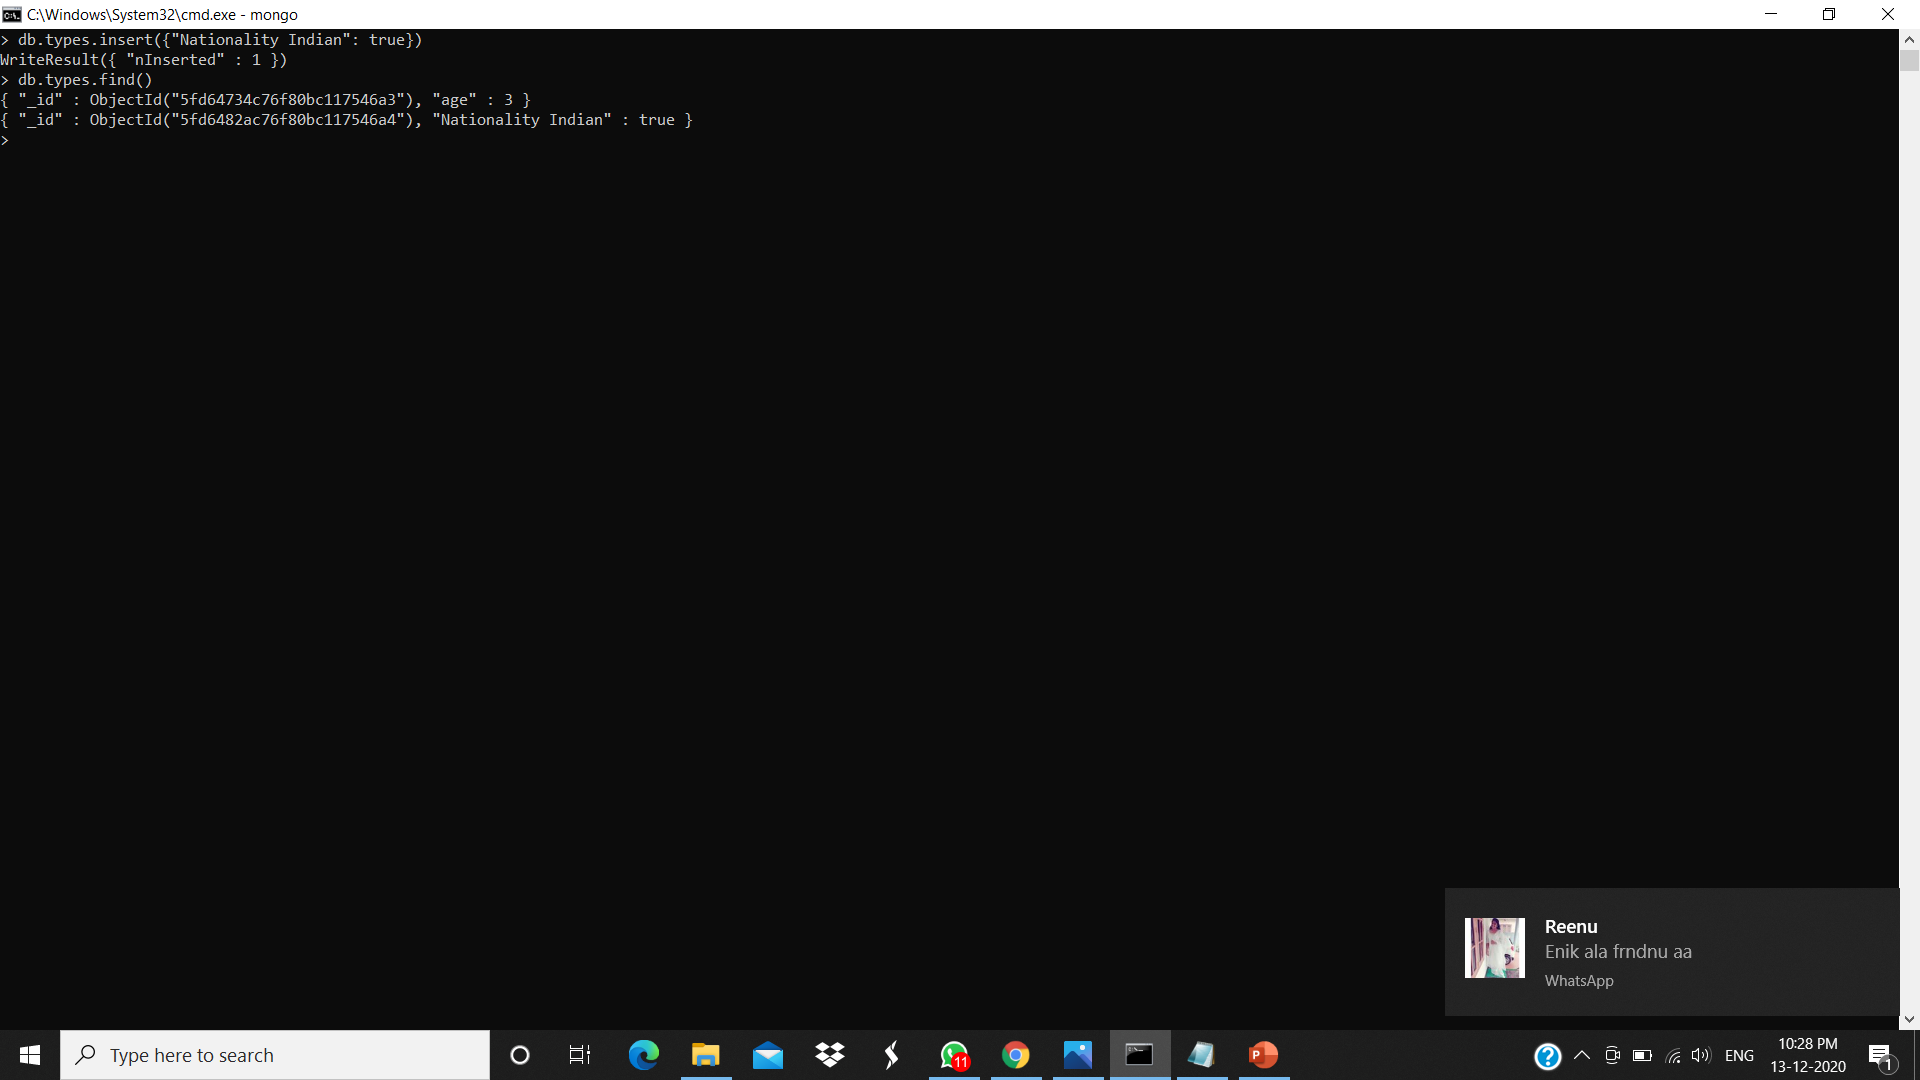 C:\Windows\System32\cmd.exe - mongo
> db.types.insert({"Nationality Indian": true})
WriteResult({ "nInserted" : 1 })
> db.types.find()
{ "_id" : ObjectId("5fd64734c76f80bc117546a3"), "age" : 3 }
{ "_id" : ObjectId("5fd6482ac76f80bc117546a4"), "Nationality Indian" : true }
>
Reenu
Enik ala frndnu aa
WhatsApp
Type here to search
11
P
ENG
10:28 PM
13-12-2020
1